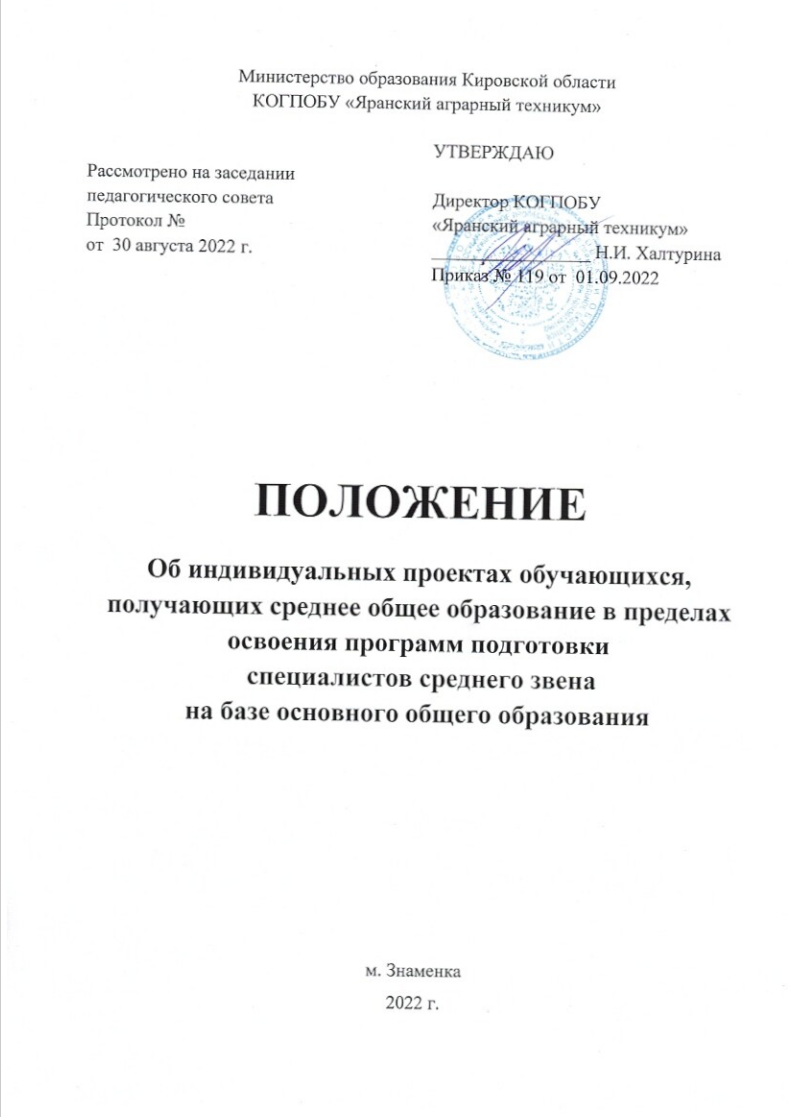 Министерство образования Кировской области
КОГПОБУ «Яранский аграрный техникум»
Рассмотрено на заседании
педагогического совета
Протокол №
от 30 августа 2022 г.
УТВЕРЖДАЮ
Директор КОГПОБУ
«Яранский аграрный техникум»
________________ Н.И. Халтурина
Приказ № 119 от 01.09.2022
ПОЛОЖЕНИЕ
Об индивидуальных проектах обучающихся,
получающих среднее общее образование в пределах
освоения программ подготовки
специалистов среднего звена
на базе основного общего образования
м. Знаменка
2022 г.